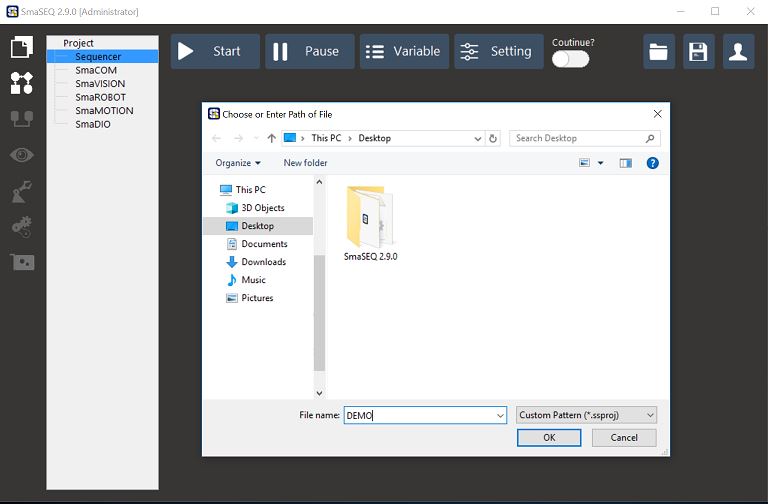 SmaSEQ 2.9.0 [Administrator]
Project
Sequencer
SmaCOM
SmaVISION
SmaROBOT
SmaMOTION
SmaDIO
Start
Pause
Variable
Setting
Coutinue?
Choose or Enter Path of File
This PC > Desktop
Search Desktop
Organize
New folder
This PC
3D Objects
Desktop
Documents
Downloads
Music
Pictures
SmaSEQ 2.9.0
File name: DEMO
Custom Pattern (*.ssproj)
OK
Cancel